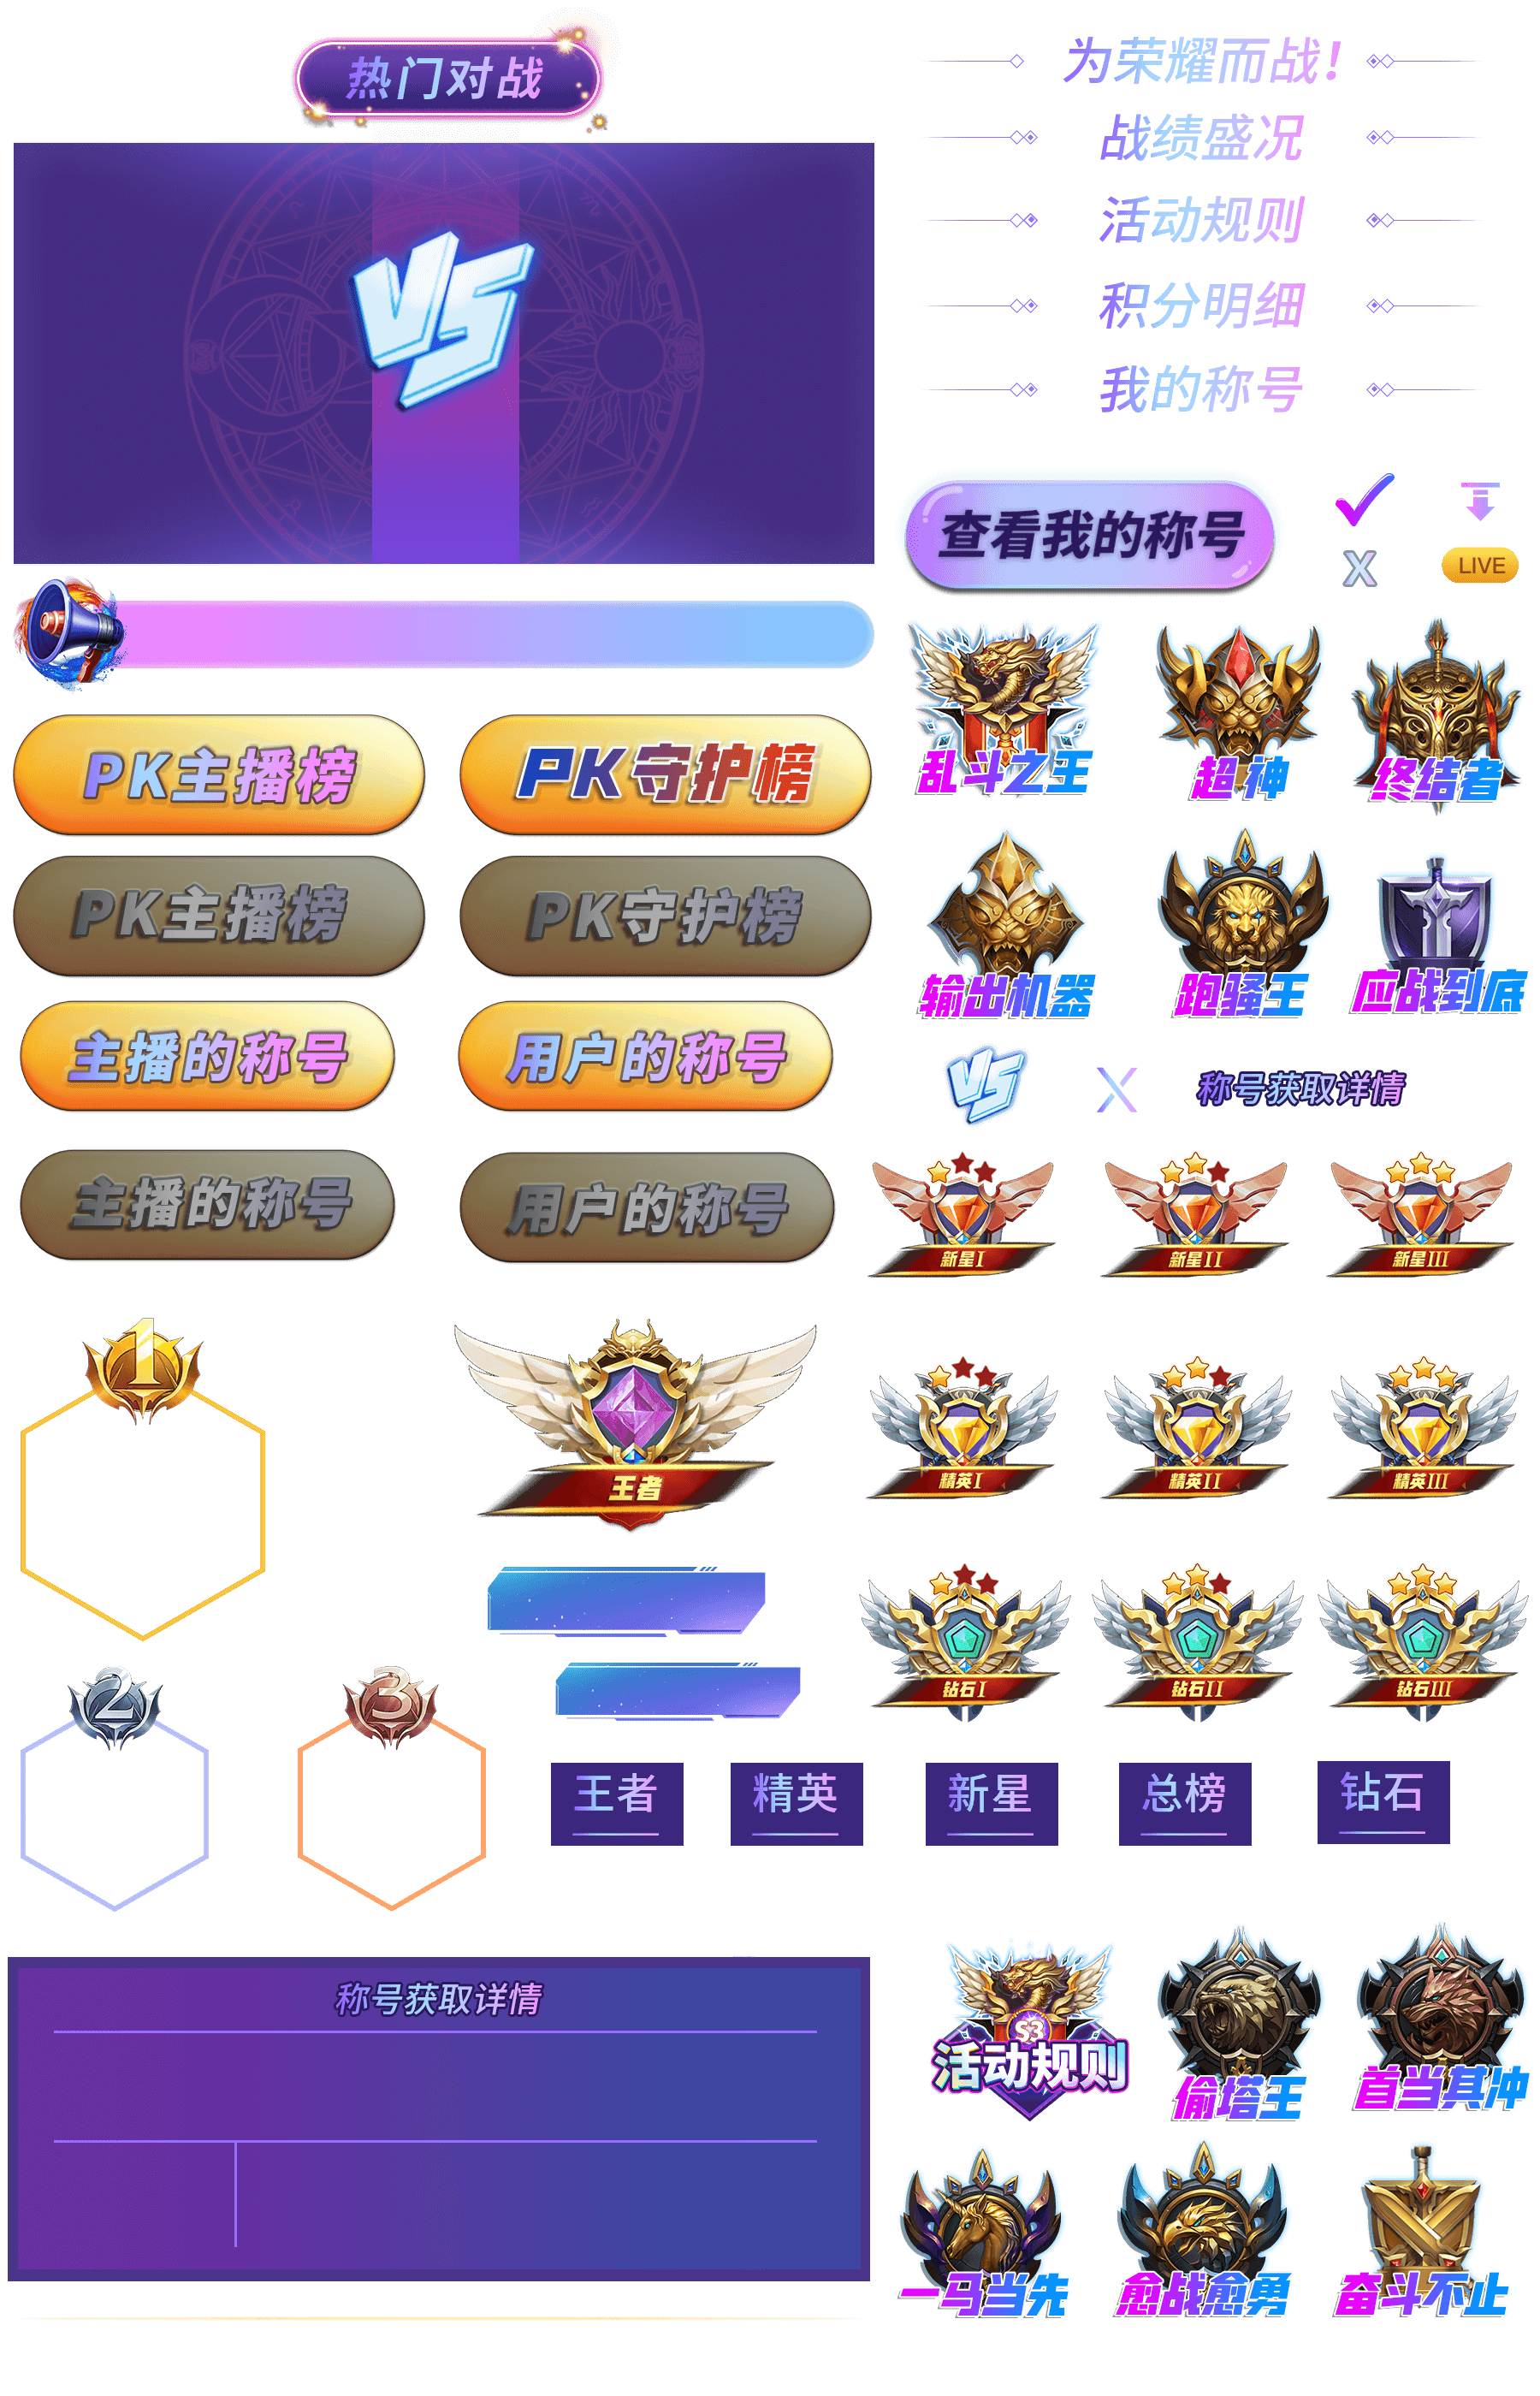 热门对战
VS
PK主播榜
PK守护榜
PK主播榜
PK守护榜
主播的称号
用户的称号
主播的称号
用户的称号
为荣耀而战!
战绩盛况
活动规则
积分明细
我的称号
查看我的称号
X
LIVE
乱斗之王
超神
终结者
输出机器
跑骚王
应战到底
VS
X
称号获取详情
新星I
新星II
新星III
1
王者
精英I
精英II
精英III
钻石I
钻石II
钻石III
2
3
王者
精英
新星
总榜
钻石
称号获取详情
S3
活动规则
偷塔王
首当其冲
一马当先
愈战愈勇
奋斗不止